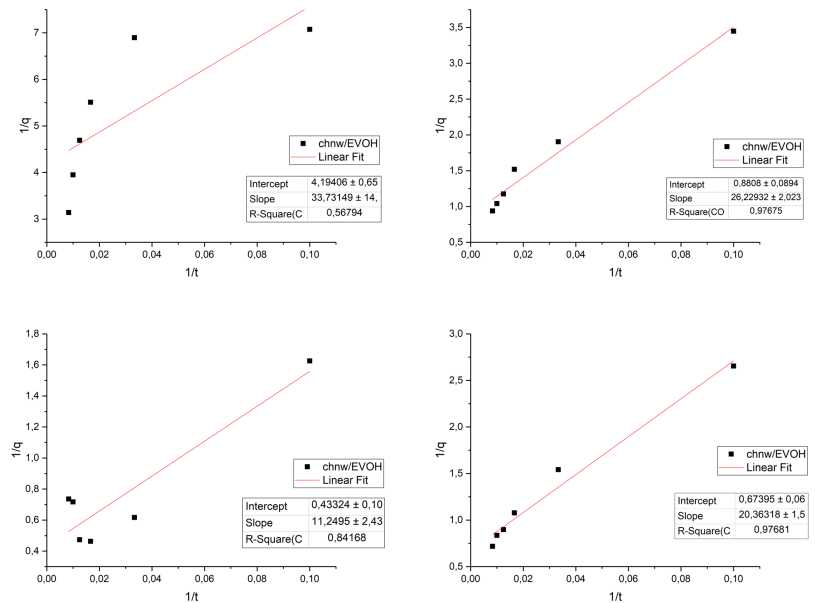 7
6
5
4
3
1/q
0,00 0,02 0,04 0,06 0,08 0,10
1/t
chnw/EVOH
Linear Fit
Intercept 4,19406 ± 0,65
Slope 33,73149 ± 14,
R-Square(C 0,56794
3,5
3,0
2,5
2,0
1,5
1,0
0,5
1/q
0,00 0,02 0,04 0,06 0,08 0,10
1/t
chnw/EVOH
Linear Fit
Intercept 0,8808 ± 0,0894
Slope 26,22932 ± 2,023
R-Square(CO 0,97675
1,8
1,6
1,4
1,2
1,0
0,8
0,6
0,4
1/q
0,00 0,02 0,04 0,06 0,08 0,10
1/t
chnw/EVOH
Linear Fit
Intercept 0,43324 ± 0,10
Slope 11,2495 ± 2,43
R-Square(C 0,84168
3,0
2,5
2,0
1,5
1,0
0,5
1/q
0,00 0,02 0,04 0,06 0,08 0,10
1/t
chnw/EVOH
Linear Fit
Intercept 0,67395 ± 0,06
Slope 20,36318 ± 1,5
R-Square(C 0,97681